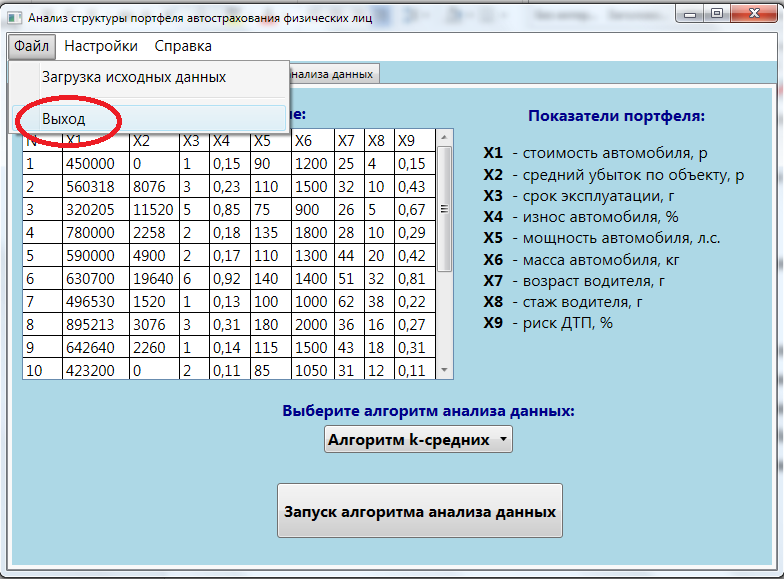 Анализ структуры портфеля автострахования физических лиц
Файл Настройки Справка
Загрузка исходных данных
Выход
анализа данных
Показатели портфеля:
X1 X2 X3 X4 X5 X6 X7 X8 X9
1 450000 0 1 0,15 90 1200 25 4 0,15
2 560318 8076 3 0,23 110 1500 32 10 0,43
3 320205 11520 5 0,85 75 900 26 5 0,67
4 780000 2258 2 0,18 135 1800 28 10 0,29
5 590000 4900 2 0,17 110 1300 44 20 0,42
6 630700 19640 6 0,92 140 1400 51 32 0,81
7 496530 1520 1 0,13 100 1000 62 38 0,22
8 895213 3076 3 0,31 180 2000 36 16 0,27
9 642640 2260 1 0,14 115 1500 43 18 0,31
10 423200 0 2 0,11 85 1050 31 12 0,11
X1 - стоимость автомобиля, р
X2 - средний убыток по объекту, р
X3 - срок эксплуатации, г
X4 - износ автомобиля, %
X5 - мощность автомобиля, л.с.
X6 - масса автомобиля, кг
X7 - возраст водителя, г
X8 - стаж водителя, г
X9 - риск ДТП, %
Выберите алгоритм анализа данных:
Алгоритм k-средних
Запуск алгоритма анализа данных